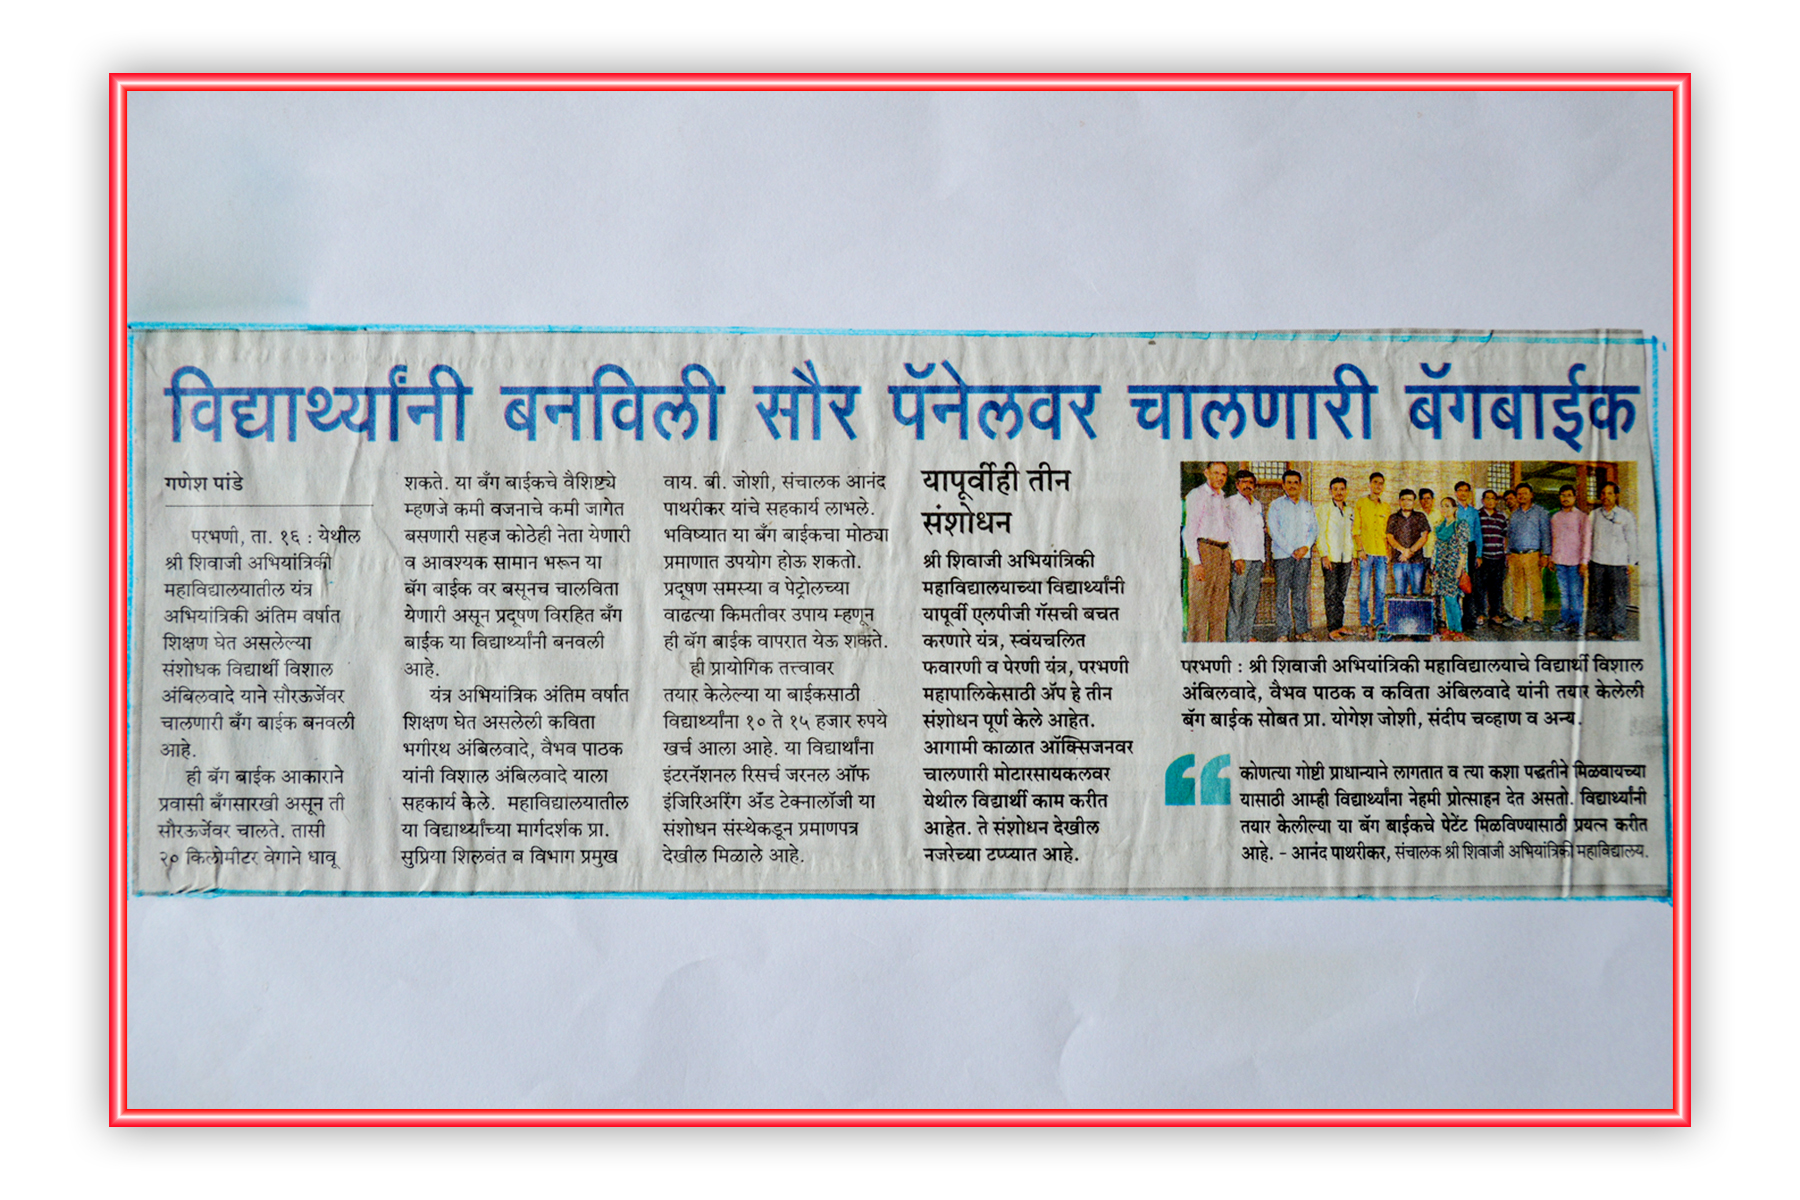 विद्यार्थ्यांनी बनविली सौर पॅनेलवर चालणारी बॅगबाईक
गणेश पांडे
परभणी, ता. १६ : येथील
श्री शिवाजी अभियांत्रिकी
महाविद्यालयातील यंत्र
अभियांत्रिकी अंतिम वर्षात
शिक्षण घेत असलेल्या
संशोधक विद्यार्थी विशाल
अंबिलवादे याने सौरऊर्जेवर
चालणारी बॅंग बाईक बनवली
आहे.
ही बॅग बाईक आकाराने
प्रवासी बॅंगसारखी असून ती
सौरऊर्जेवर चालते. तासी
२० किलोमीटर वेगाने धावू
शकते. या बॅंग बाईकचे वैशिष्ट्ये
म्हणजे कमी वजनाचे कमी जागेत
बसणारी सहज कोठेही नेता येणारी
व आवश्यक सामान भरून या
बॅग बाईक वर बसूनच चालविता
येणारी असून प्रदूषण विरहित बॅंग
बाईक या विद्यार्थ्यांनी बनवली
आहे.
यंत्र अभियांत्रिक अंतिम वर्षात
शिक्षण घेत असलेली कविता
भगीरथ अंबिलवादे, वैभव पाठक
यांनी विशाल अंबिलवादे याला
सहकार्य केले. महाविद्यालयातील
या विद्यार्थ्यांच्या मार्गदर्शक प्रा.
सुप्रिया शिलवंत ब विभाग प्रमुख
वाय. बी. जोशी, संचालक आनंद
पाथरीकर यांचे सहकार्य लाभले.
भविष्यात या बॅंग बाईकचा मोठ्या
प्रमाणात उपयोग होऊ शकतो.
प्रदूषण समस्या व पेट्रोलच्या
वाढत्या किमतीवर उपाय म्हणून
ही बॅग बाईक वापरात येऊ शकते.
ही प्रायोगिक तत्त्वावर
तयार केलेल्या या बाईकसाठी
विद्यार्थ्यांना १० ते १५ हजार रुपये
खर्च आला आहे. या विद्यार्थांना
इंटरनॅशनल रिसर्च जरनल ऑफ
इंजिरिअरिंग ॲंड टेक्नालॉजी या
संशोधन संस्थेकडून प्रमाणपत्र
देखील मिळाले आहे.
यापूर्वीही तीन
संशोधन
श्री शिवाजी अभियांत्रिकी
महाविद्यालयाच्या विद्यार्थ्यांनी
यापूर्वी एलपीजी गॅसची बचत
करणारे यंत्र, स्वंयचलित
फवारणी व पेरणी यंत्र, परभणी
महापालिकेसाठी ॲप हे तीन
संशोधन पूर्ण केले आहेत.
आगामी काळात ऑक्सिजनवर
चालणारी मोटारसायकलवर
येथील विद्यार्थी काम करीत
आहेत. ते संशोधन देखील
नजरेच्या टप्प्यात आहे.
परभणी : श्री शिवाजी अभियांत्रिकी महाविद्यालयाचे विद्यार्थी विशाल
अंबिलवादे, वैभव पाठक व कविता अंबिलवादे यांनी तयार केलेली
बॅग बाईक सोबत प्रा. योगेश जोशी, संदीप चव्हाण व अन्य.
कोणत्या गोष्टी प्राधान्याने लागतात व त्या कशा पद्धतीने मिळवायच्या
यासाठी आम्ही विद्यार्थ्यांना नेहमी प्रोत्साहन देत असतो. विद्यार्थ्यांनी
तयार केलील्या या बॅग बाईकचे पेटेंट मिळविण्यासाठी प्रयत्न करीत
आहे. - आनंद पाथरीकर, संचालक श्री शिवाजी अभियांत्रिकी महाविद्यालय.